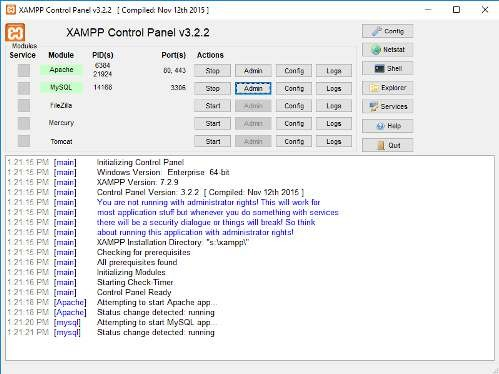 XAMPP Control Panel v3.2.2 [ Compiled: Nov 12th 2015 ]
XAMPP Control Panel v3.2.2
Config
Modules
Service Module PID(s) Port(s) Actions
Netstat
Apache 6384 21924 80, 443 Stop Admin Config Logs
Shell
MySQL 14168 3306 Stop Admin Config Logs
Explorer
FileZilla Start Admin Config Logs
Services
Mercury Start Admin Config Logs
Help
Tomcat Start Admin Config Logs
Quit
1:21:15 PM [main] Initializing Control Panel
1:21:15 PM [main] Windows Version: Enterprise 64-bit
1:21:15 PM [main] XAMPP Version: 7.2.9
1:21:15 PM [main] Control Panel Version: 3.2.2 [ Compiled: Nov 12th 2015 ]
1:21:15 PM [main] You are not running with administrator rights! This will work for
1:21:15 PM [main] most application stuff but whenever you do something with services
1:21:15 PM [main] there will be a security dialogue or things will break! So think
1:21:15 PM [main] about running this application with administrator rights!
1:21:16 PM [main] XAMPP Installation Directory: "s:\xampp\"
1:21:16 PM [main] Checking for prerequisites
1:21:16 PM [main] All prerequisites found
1:21:16 PM [main] Initializing Modules
1:21:16 PM [main] Starting Check-Timer
1:21:16 PM [main] Control Panel Ready
1:21:18 PM [Apache] Attempting to start Apache app...
1:21:18 PM [Apache] Status change detected: running
1:21:20 PM [mysql] Attempting to start MySQL app...
1:21:21 PM [mysql] Status change detected: running